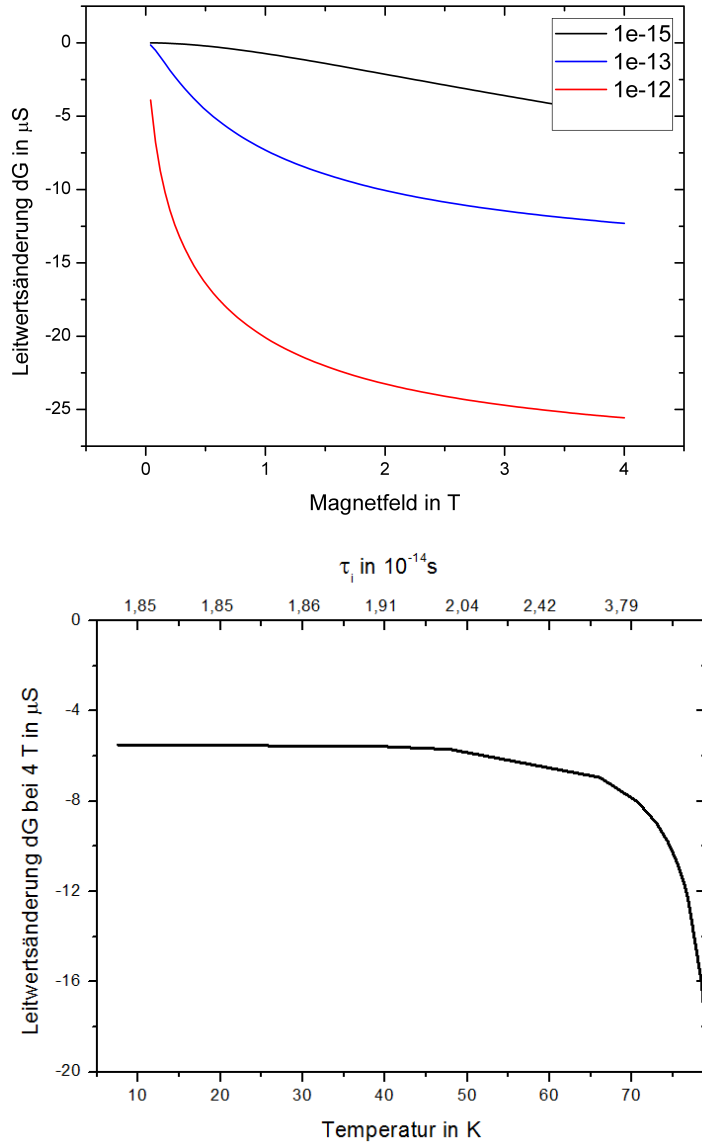 1e-15
1e-13
1e-12
0
-5
-10
-15
-20
-25
Leitwertsänderung dG in μS
0 1 2 3 4
Magnetfeld in T
τi in 10-14s
1,85 1,85 1,86 1,91 2,04 2,42 3,79
0
-4
-8
-12
-16
-20
Leitwertsänderung dG bei 4 T in μS
10 20 30 40 50 60 70
Temperatur in K